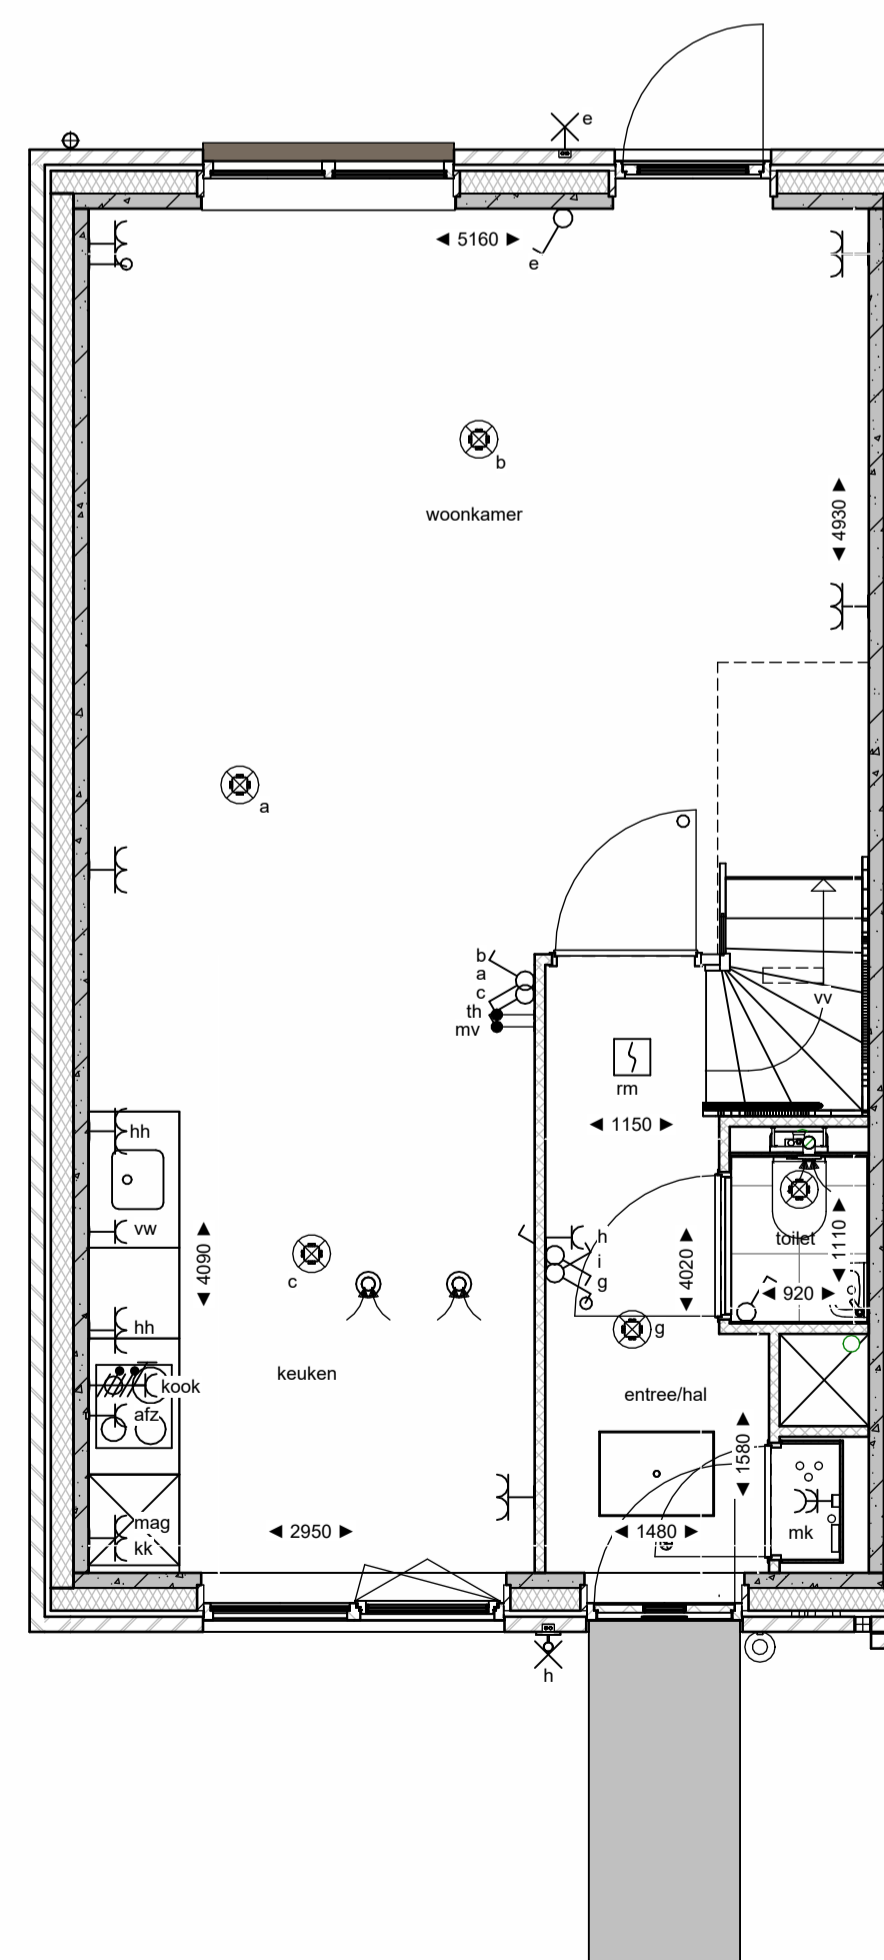 e
5160
e
b
woonkamer
4930
a
b
a
c
th
mv
vv
rm
1150
hh
vw
4090
c
h
i
g
4020
toilet
1110
920
hh
g
keuken
kook
afz
entree/hal
1580
mag
kk
2950
1480
mk
h